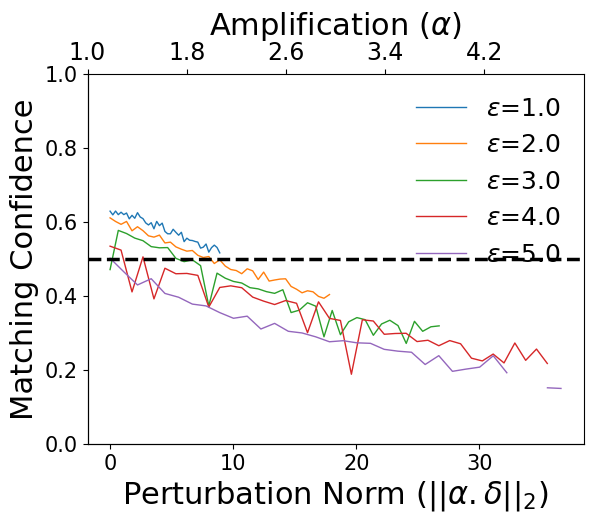 Amplification (α)
1.0 1.8 2.6 3.4 4.2
1.0
0.8
0.6
0.4
0.2
0.0
Matching Confidence
ε=1.0
ε=2.0
ε=3.0
ε=4.0
ε=5.0
0 10 20 30
Perturbation Norm (||α.δ||₂)